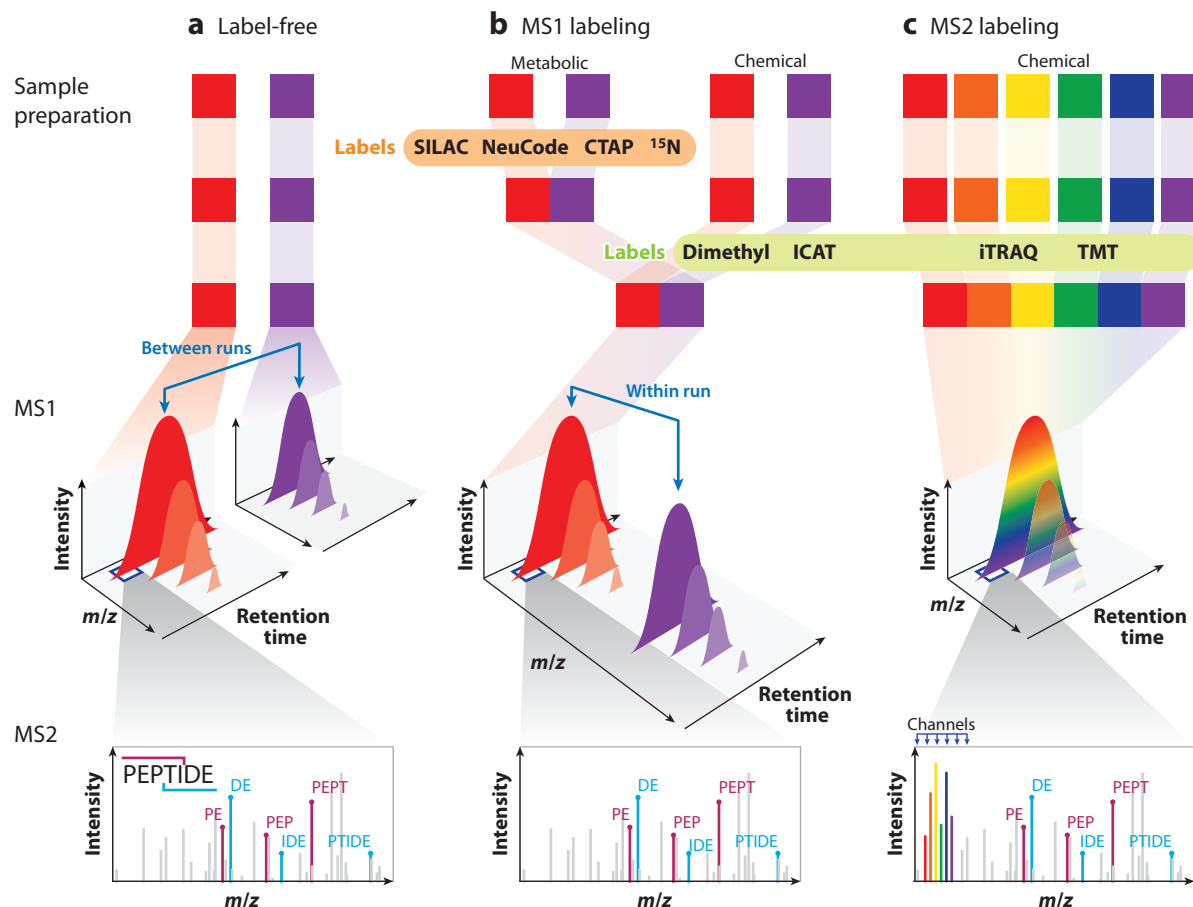 a Label-free
b MS1 labeling
c MS2 labeling
Sample
preparation
Metabolic
Chemical
Chemical
Labels SILAC NeuCode CTAP ¹⁵N
Labels Dimethyl ICAT iTRAQ TMT
MS1
Between runs
Within run
Intensity
m/z
Retention
time
Intensity
m/z
Retention
time
Intensity
m/z
Retention
time
MS2
Intensity
PEPTIDE
PE
DE
PEP
IDE
PEPT
PTIDE
m/z
Intensity
PE
DE
PEP
IDE
PEPT
PTIDE
m/z
Channels
Intensity
PE
DE
PEP
IDE
PEPT
PTIDE
m/z